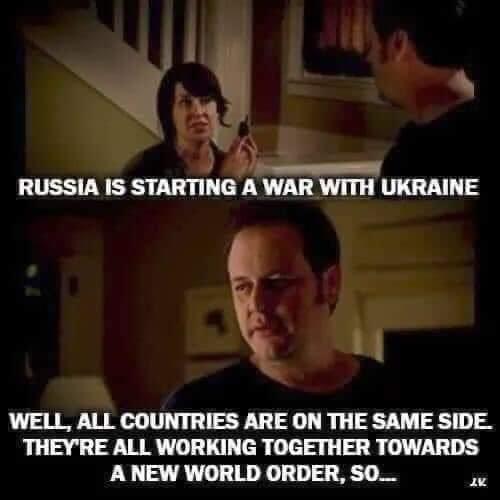 RUSSIA IS STARTING A WAR WITH UKRAINE
WELL, ALL COUNTRIES ARE ON THE SAME SIDE.
THEY'RE ALL WORKING TOGETHER TOWARDS
A NEW WORLD ORDER, SO...